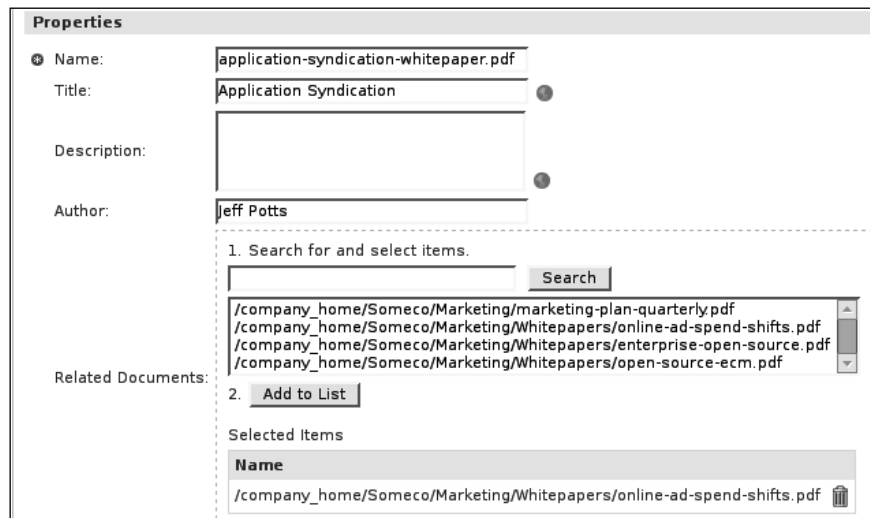 Properties
Name: application-syndication-whitepaper.pdf
Title: Application Syndication
Description:
Author: Jeff Potts
1. Search for and select items.
Search
/company_home/Someco/Marketing/marketing-plan-quarterly.pdf
/company_home/Someco/Marketing/Whitepapers/online-ad-spend-shifts.pdf
/company_home/Someco/Marketing/Whitepapers/enterprise-open-source.pdf
/company_home/Someco/Marketing/Whitepapers/open-source-ecm.pdf
Related Documents:
2. Add to List
Selected Items
Name
/company_home/Someco/Marketing/Whitepapers/online-ad-spend-shifts.pdf